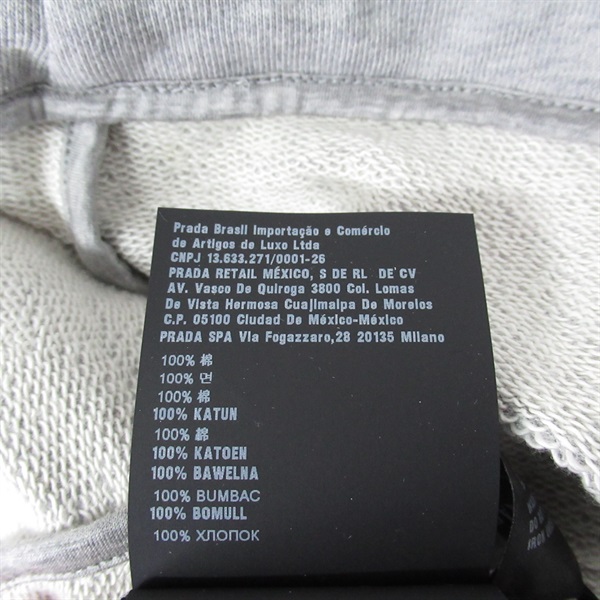 Prada Brasil Importação e Comércio
de Artigos de Luxo Ltda
CNPJ 13.633.271/0001-26
PRADA RETAIL MÉXICO, S DE RL DE CV
AV. Vasco De Quiroga 3800 Col. Lomas
De Vista Hermosa Cuajimalpa De Morelos
C.P. 05100 Ciudad De México-México
PRADA SPA Via Fogazzaro,28 20135 Milano
100% 棉
100% 면
100% 棉
100% KATUN
100% 綿
100% KATOEN
100% BAWELNA
100% BUMBAC
100% BOMULL
100% ХЛОПОК